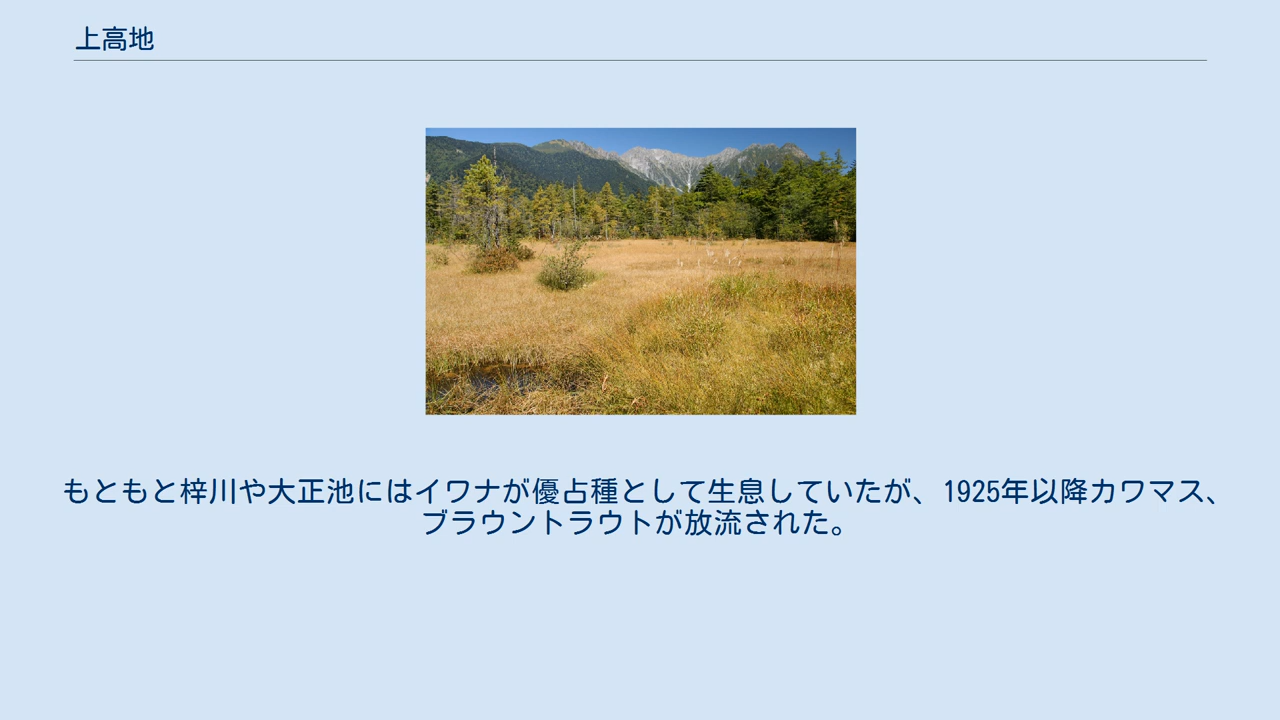 上高地
もともと梓川や大正池にはイワナが優占種として生息していたが、1925年以降カワマス、
ブラウントラウトが放流された。